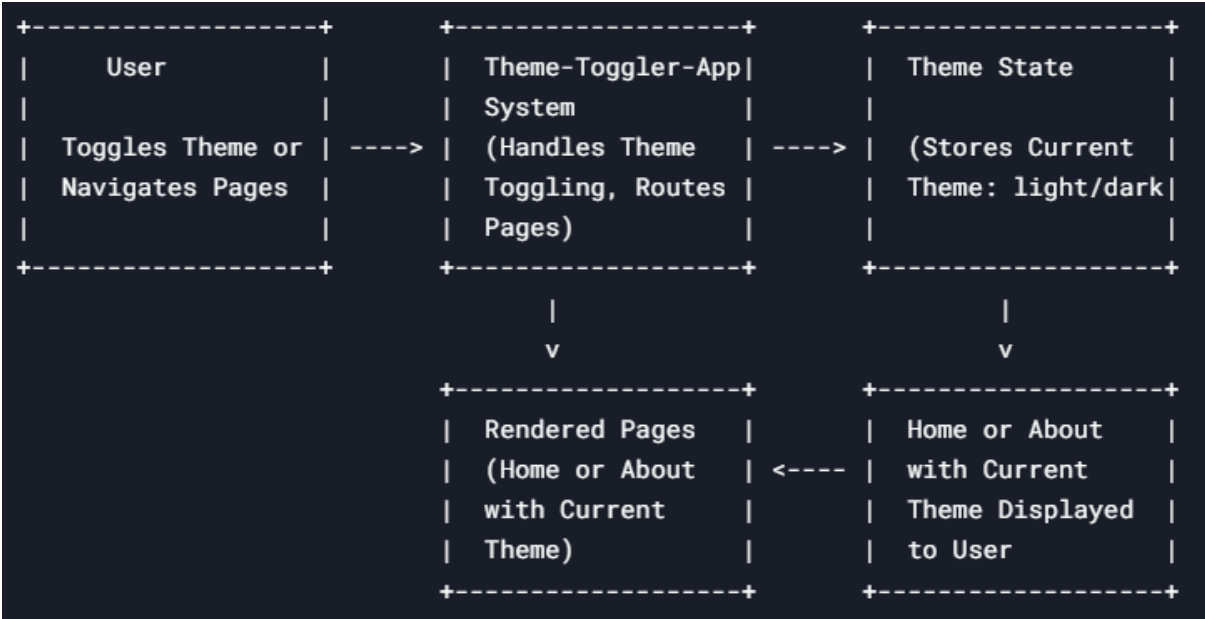 +-------------------+       +-------------------+       +-------------------+
|     User          |       |  Theme-Toggler-App|       |  Theme State      |
|                   |       |  System           |       |                   |
|  Toggles Theme or | ----> |  (Handles Theme   | ----> |  (Stores Current  |
|  Navigates Pages  |       |  Toggling, Routes |       |  Theme: light/dark|
|                   |       |  Pages)           |       |                   |
+-------------------+       +-------------------+       +-------------------+
                                   |                             |
                                   v                             v
                            +-------------------+       +-------------------+
                            |  Rendered Pages   |       |  Home or About    |
                            |  (Home or About   | <---- |  with Current     |
                            |  with Current     |       |  Theme Displayed  |
                            |  Theme)           |       |  to User          |
                            +-------------------+       +-------------------+